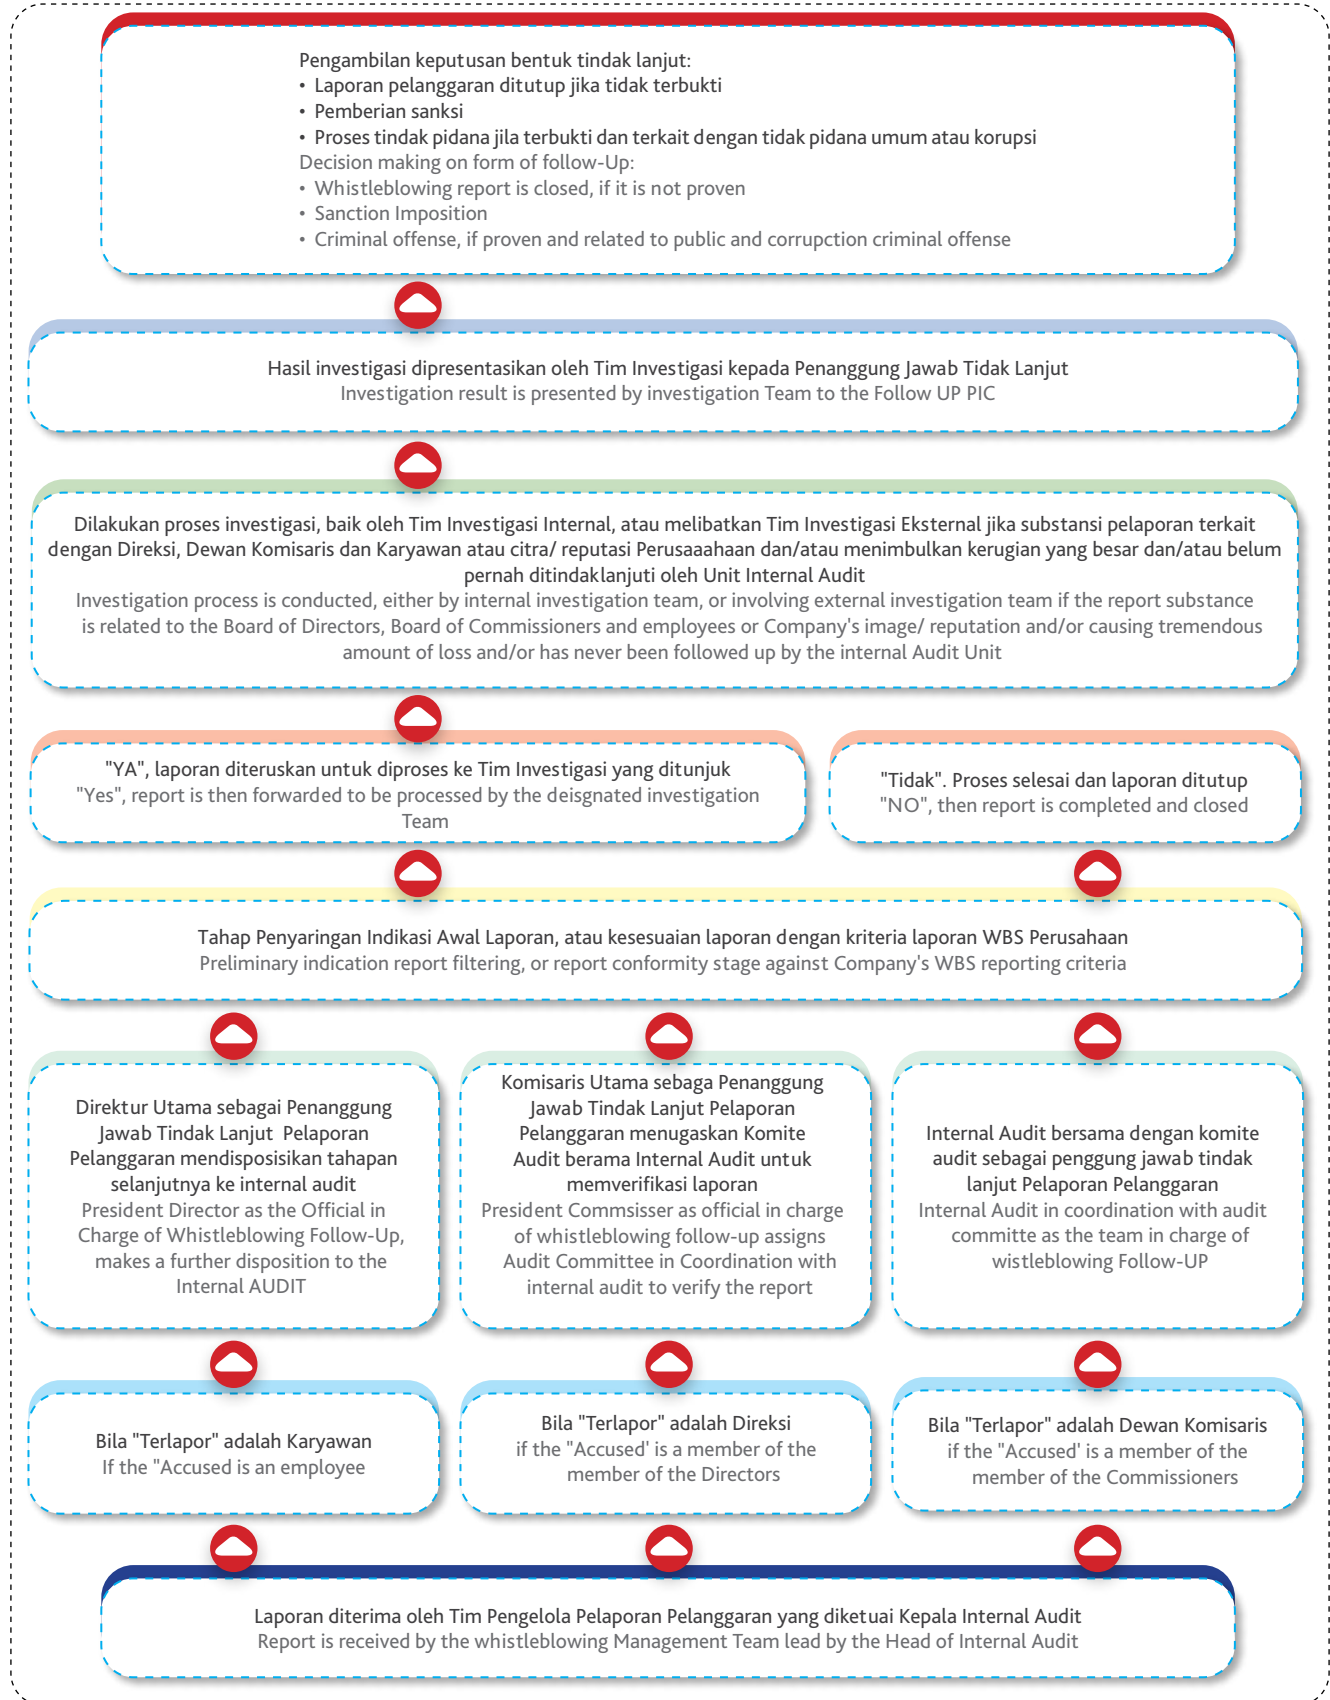 Pengambilan keputusan bentuk tindak lanjut:
• Laporan pelanggaran ditutup jika tidak terbukti
• Pemberian sanksi
• Proses tindak pidana jila terbukti dan terkait dengan tidak pidana umum atau korupsi
Decision making on form of follow-Up:
• Whistleblowing report is closed, if it is not proven
• Sanction Imposition
• Criminal offense, if proven and related to public and corrupction criminal offense
Hasil investigasi dipresentasikan oleh Tim Investigasi kepada Penanggung Jawab Tidak Lanjut
Investigation result is presented by investigation Team to the Follow UP PIC
Dilakukan proses investigasi, baik oleh Tim Investigasi Internal, atau melibatkan Tim Investigasi Eksternal jika substansi pelaporan terkait
dengan Direksi, Dewan Komisaris dan Karyawan atau citra/ reputasi Perusaaahaan dan/atau menimbulkan kerugian yang besar dan/atau belum
pernah ditindaklanjuti oleh Unit Internal Audit
Investigation process is conducted, either by internal investigation team, or involving external investigation team if the report substance
is related to the Board of Directors, Board of Commissioners and employees or Company's image/ reputation and/or causing tremendous
amount of loss and/or has never been followed up by the internal Audit Unit
"YA", laporan diteruskan untuk diproses ke Tim Investigasi yang ditunjuk
"Yes", report is then forwarded to be processed by the deisgnated investigation
Team
"Tidak". Proses selesai dan laporan ditutup
"NO", then report is completed and closed
Tahap Penyaringan Indikasi Awal Laporan, atau kesesuaian laporan dengan kriteria laporan WBS Perusahaan
Preliminary indication report filtering, or report conformity stage against Company's WBS reporting criteria
Direktur Utama sebagai Penanggung
Jawab Tindak Lanjut  Pelaporan
Pelanggaran mendisposisikan tahapan
selanjutnya ke internal audit
President Director as the Official in
Charge of Whistleblowing Follow-Up,
makes a further disposition to the
Internal AUDIT
Komisaris Utama sebaga Penanggung
Jawab Tindak Lanjut Pelaporan
Pelanggaran menugaskan Komite
Audit berama Internal Audit untuk
memverifikasi laporan
President Commsisser as official in charge
of whistleblowing follow-up assigns
Audit Committee in Coordination with
internal audit to verify the report
Internal Audit bersama dengan komite
audit sebagai penggung jawab tindak
lanjut Pelaporan Pelanggaran
Internal Audit in coordination with audit
committe as the team in charge of
wistleblowing Follow-UP
Bila "Terlapor" adalah Karyawan
If the "Accused is an employee
Bila "Terlapor" adalah Direksi
if the "Accused' is a member of the
member of the Directors
Bila "Terlapor" adalah Dewan Komisaris
if the "Accused' is a member of the
member of the Commissioners
Laporan diterima oleh Tim Pengelola Pelaporan Pelanggaran yang diketuai Kepala Internal Audit
Report is received by the whistleblowing Management Team lead by the Head of Internal Audit